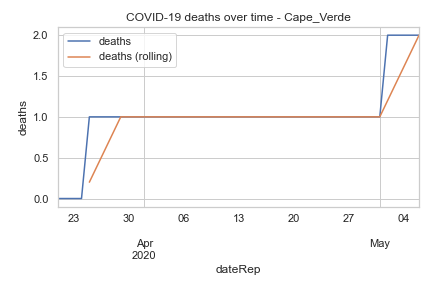 COVID-19 deaths over time - Cape_Verde
deaths
deaths (rolling)
deaths
2.0
1.5
1.0
0.5
0.0
23 30 06 13 20 27 04
Apr May
2020
dateRep